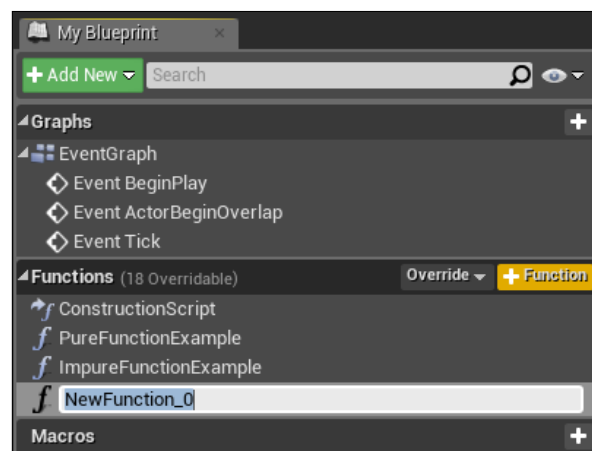 My Blueprint
Add New Search
Graphs
EventGraph
Event BeginPlay
Event ActorBeginOverlap
Event Tick
Functions (18 Overridable) Override Function
ConstructionScript
PureFunctionExample
ImpureFunctionExample
NewFunction_0
Macros